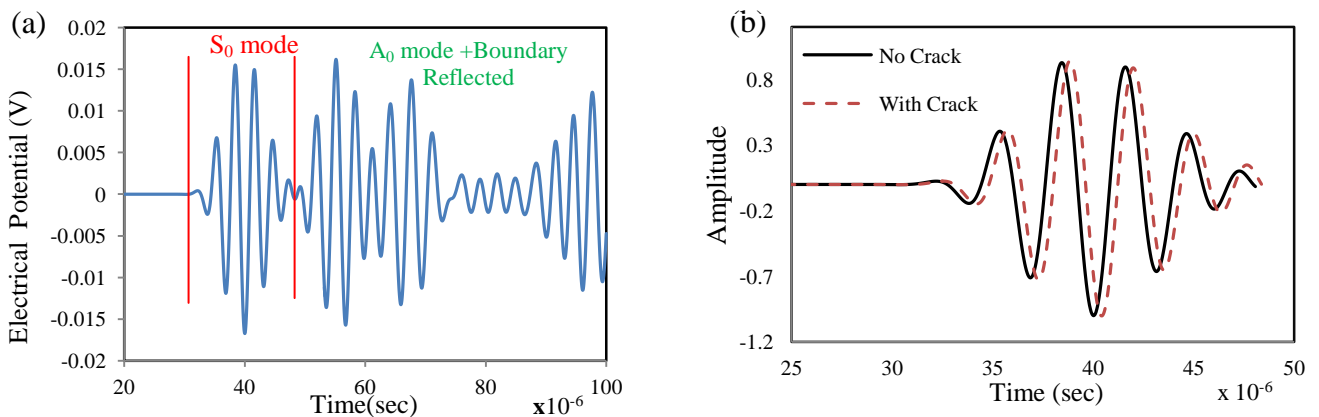 (a)
0.02
0.015
0.01
0.005
0
-0.005
-0.01
-0.015
-0.02
Electrical Potential (V)
S₀ mode
A₀ mode +Boundary
Reflected
20 40 60 80 100
Time(sec) x10⁻⁶
(b)
0.8
0.3
-0.2
-0.7
-1.2
Amplitude
No Crack
With Crack
25 30 35 40 45 50
Time (sec) x 10⁻⁶